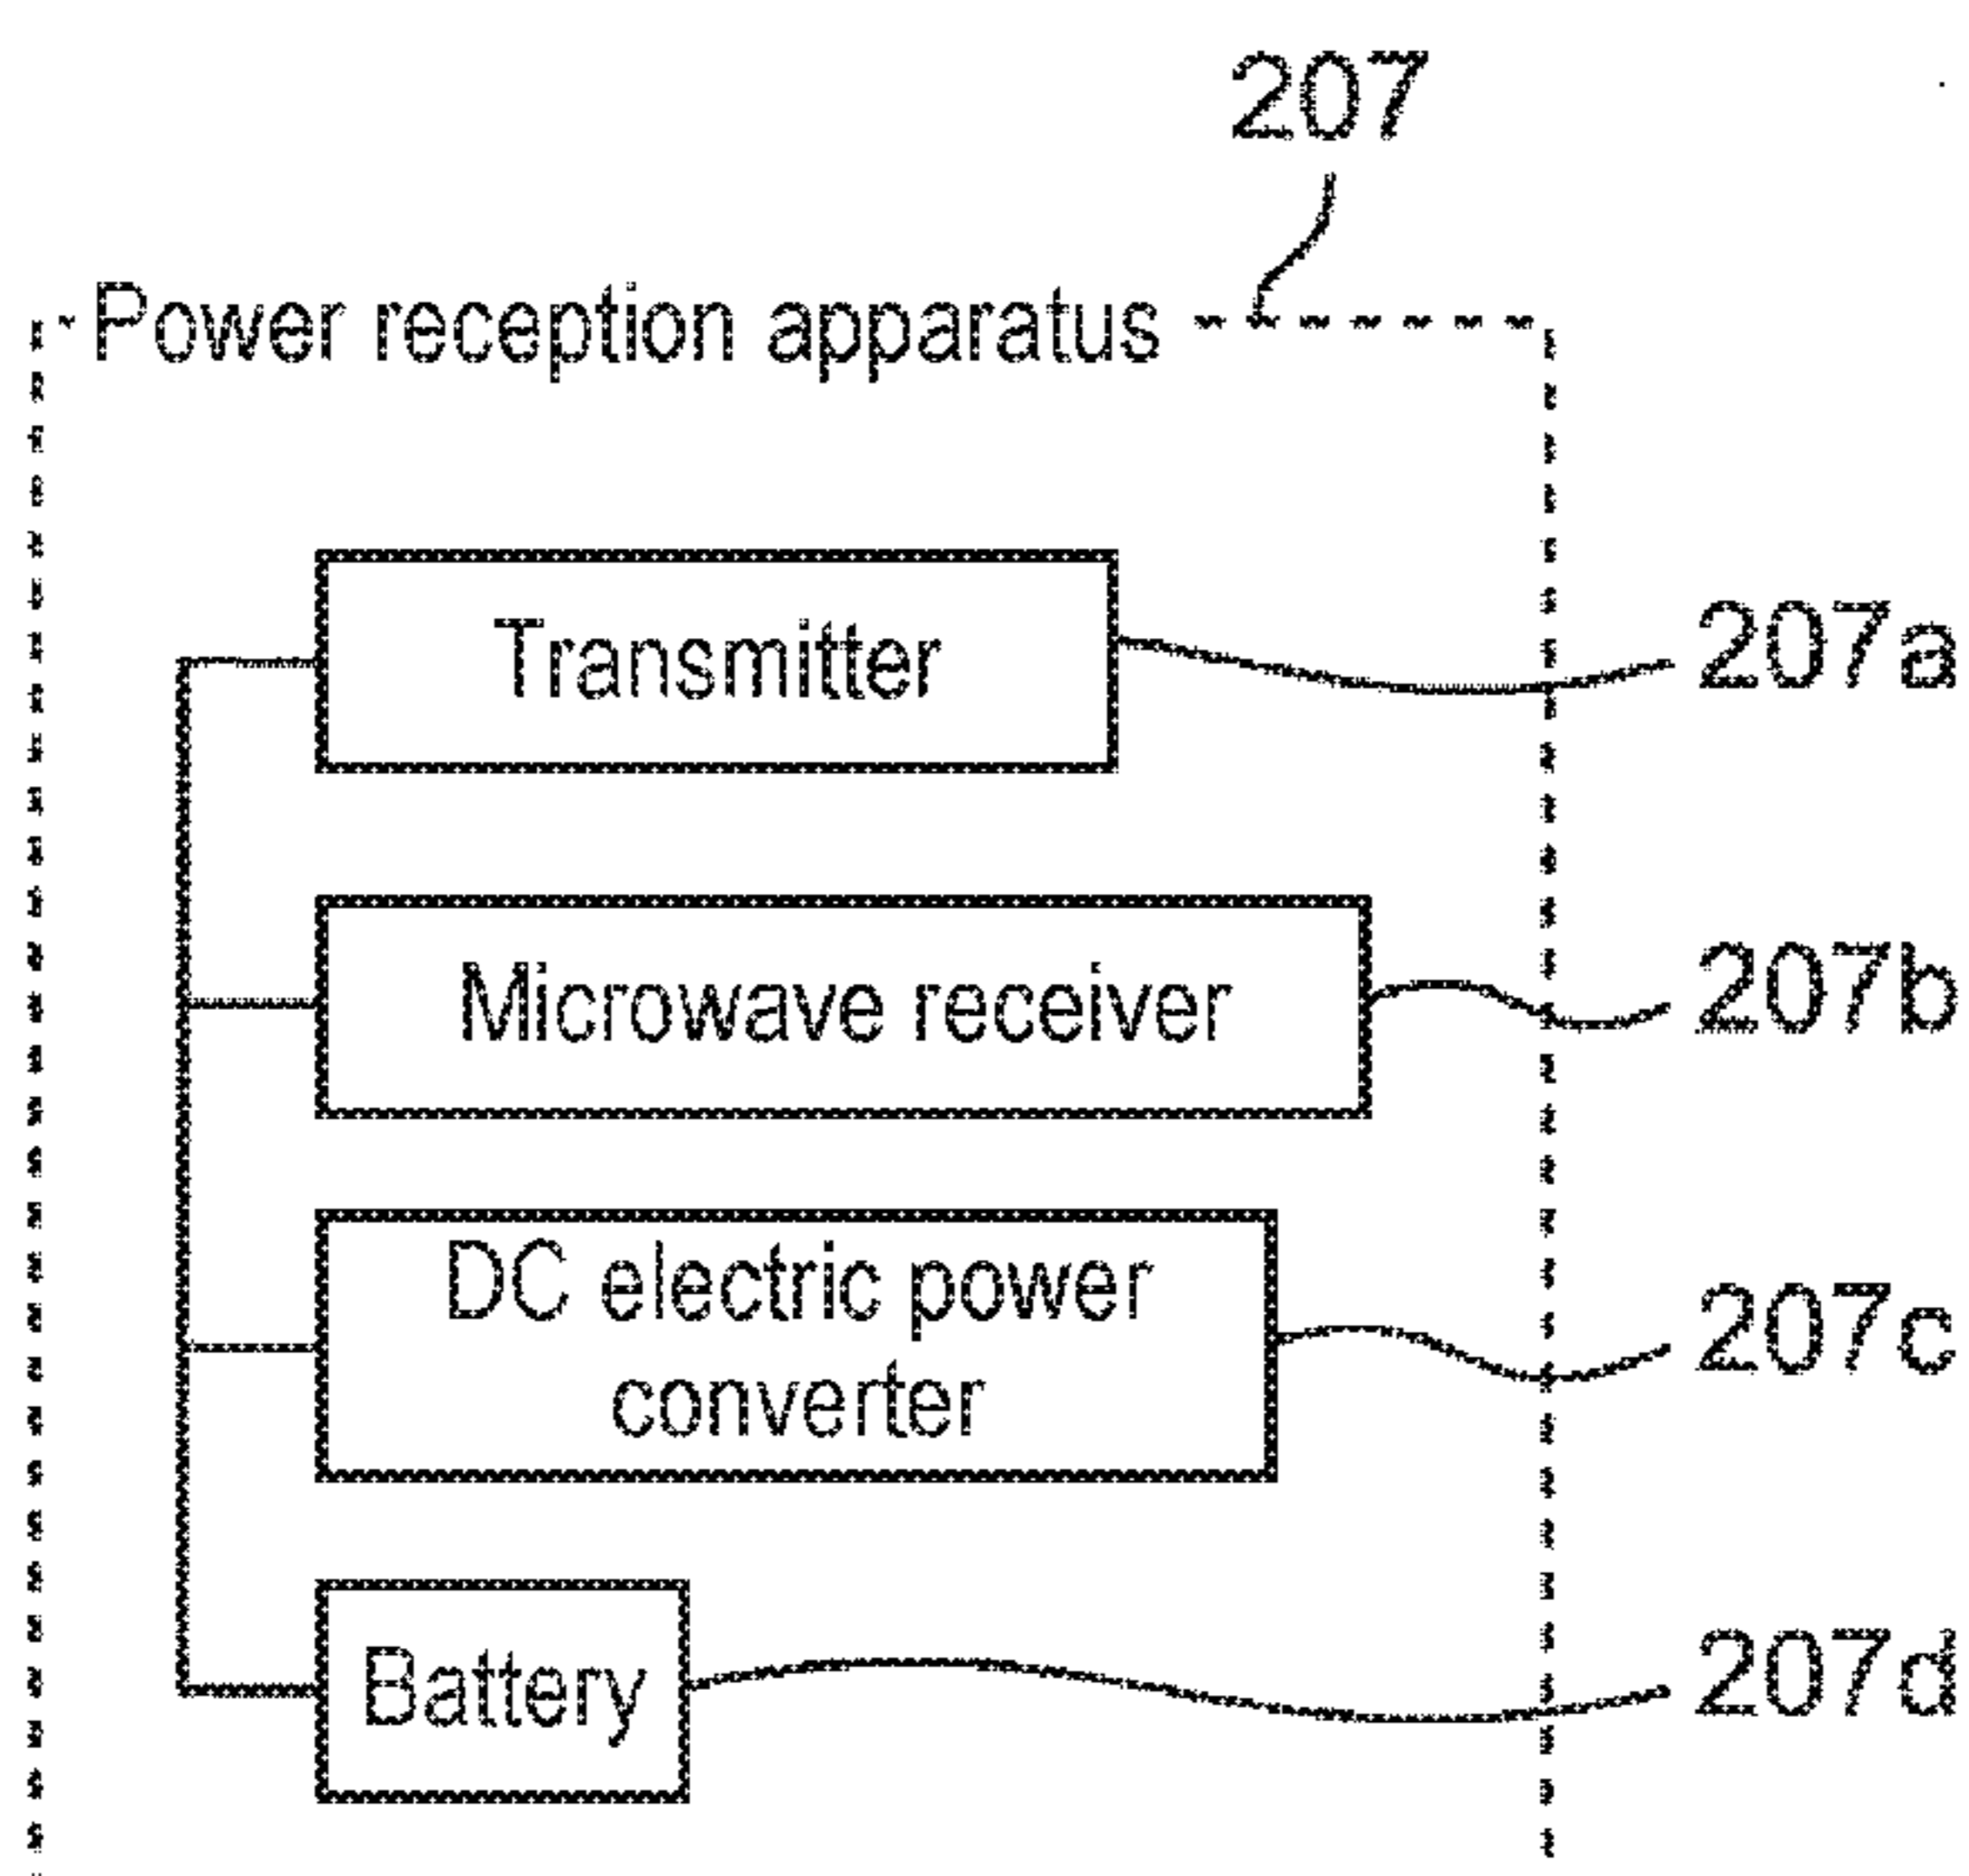 207
Power reception apparatus
Transmitter
207a
Microwave receiver
207b
DC electric power
converter
207c
Battery
207d